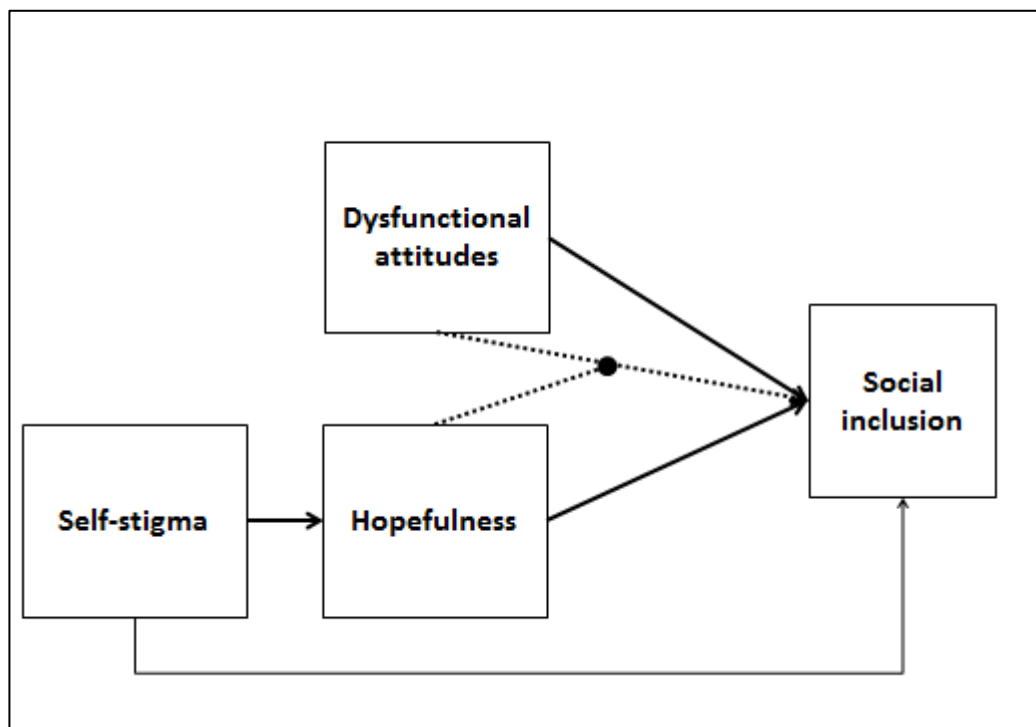 Dysfunctional
attitudes
Social
inclusion
Self-stigma
Hopefulness